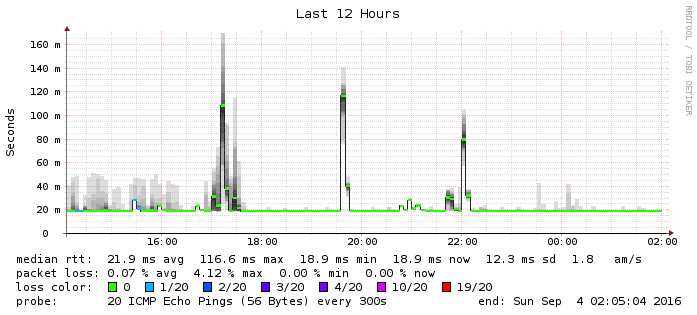 Last 12 Hours
RRDTOOL / TOBI OETIKER
Seconds
160 m
140 m
120 m
100 m
80 m
60 m
40 m
20 m
0
16:00 18:00 20:00 22:00 00:00 02:00
median rtt: 21.9 ms avg 116.6 ms max 18.9 ms min 18.9 ms now 12.3 ms sd 1.8 am/s
packet loss: 0.07 % avg 4.12 % max 0.00 % min 0.00 % now
loss color: 0 1/20 2/20 3/20 4/20 10/20 19/20
probe: 20 ICMP Echo Pings (56 Bytes) every 300s end: Sun Sep 4 02:05:04 2016